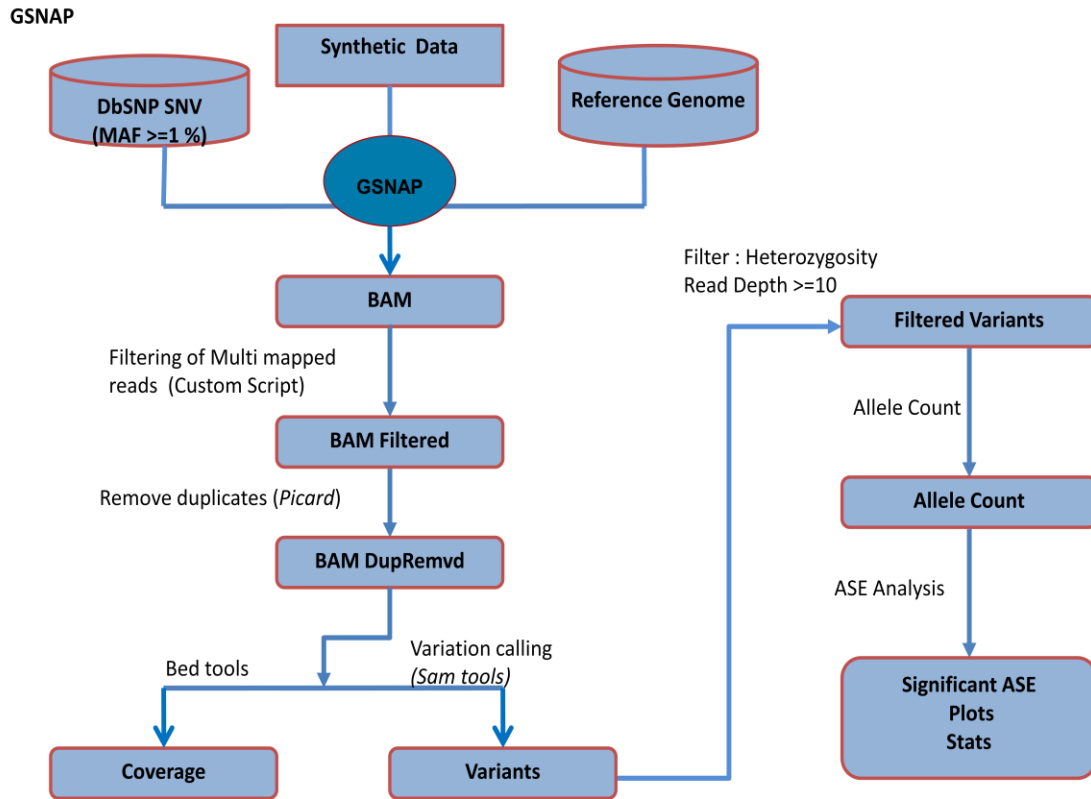 GSNAP
Synthetic Data
DbSNP SNV
(MAF >=1 %)
Reference Genome
GSNAP
BAM
Filtering of Multi mapped
reads (Custom Script)
BAM Filtered
Remove duplicates (Picard)
BAM DupRemvd
Bed tools
Variation calling
(Sam tools)
Coverage
Variants
Filter : Heterozygosity
Read Depth >=10
Filtered Variants
Allele Count
Allele Count
ASE Analysis
Significant ASE
Plots
Stats